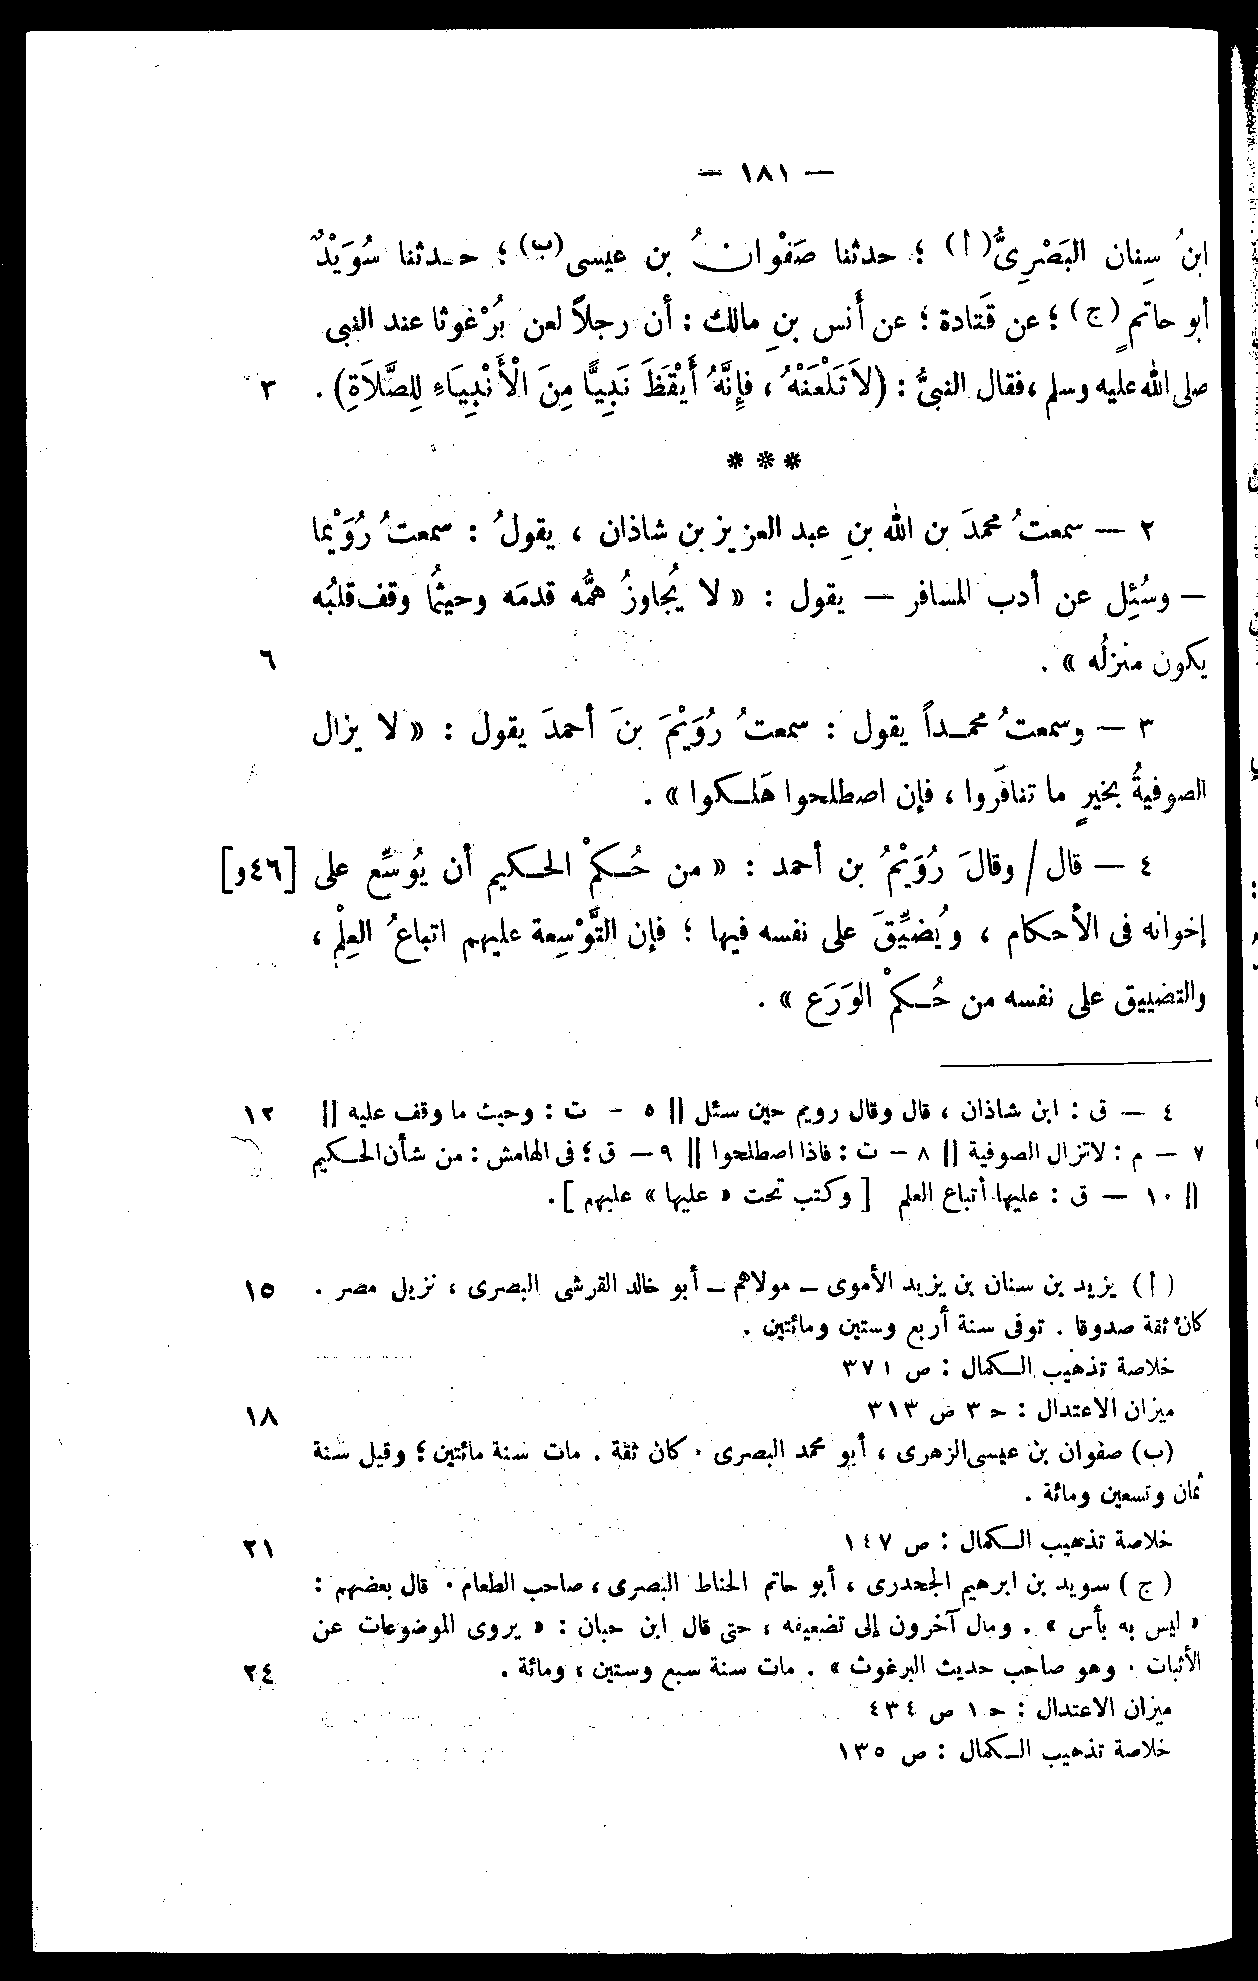 — ١٨١ —
ابنُ سِنان البَصْرِىُّ(أ) ؛ حدثنا صَفْوانُ بن عيسى(ب) ؛ حدثنا سُوَيْدٌ
أبو حاتمٍ (ج) ؛ عن قَتادة ؛ عن أَنس بنِ مالك : أن رجلاً لعن بُرْغوثا عند النبى
صلى الله عليه وسلم ، فقال النبىُّ : (لاَ تَلْعَنْهُ ، فإِنَّهُ أَيْقَظَ نَبِيًّا مِنَ الْأَنْبِيَاءِ لِلصَّلَاةِ) . ٣
***
٢ — سمعتُ محمدَ بن الله بنِ عبد العزيز بن شاذان ، يقولُ : سمعتُ رُوَيْما
— وسُئِل عن أدب المسافر — يقول : « لا يُجاوزُ همُّه قدمَه وحيثُما وقف قلبُه
يكون منزلُه » . ٦
٣ — وسمعتُ محمداً يقول : سمعتُ رُوَيْمَ بنَ أحمدَ يقول : « لا يزال
الصوفيةُ بخيرٍ ما تنافَروا ، فإن اصطلحوا هَلكوا » .
٤ — قال / وقالَ رُوَيْمُ بن أحمد : « من حُكمْ الحكيم أن يُوسِّع على [٤٦و]
إخوانه فى الأحكام ، ويُضيِّقَ على نفسه فيها ؛ فإن التَّوْسِعة عليهم اتباعُ العِلْم ،
والتضييق على نفسه من حُكمْ الوَرَع » .
٤ — ق : ابن شاذان ، قال وقال رويم حين سئل || ٥ — ت : وحيث ما وقف عليه || ١٢
٧ — م : لاتزال الصوفية || ٨ — ت : فاذا اصطلحوا || ٩ — ق ؛ فى الهامش : من شأن الحكيم
|| ١٠ — ق : عليها أتباع العلم [ وكتب تحت « عليها » عليهم ] .
( أ ) يزيد بن سنان بن يزيد الأموى — مولاهم — أبو خالد القرشى البصرى ، نزيل مصر . ١٥
كان ثقة صدوقا . توفى سنة أربع وستين ومائتين .
خلاصة تذهيب الكمال : ص ٣٧١
ميزان الاعتدال : حـ ٣ ص ٣١٣ ١٨
(ب) صفوان بن عيسى الزهرى ، أبو محمد البصرى . كان ثقة . مات سنة مائتين ؛ وقيل سنة
ثمان وتسعين ومائة .
خلاصة تذهيب الكمال : ص ١٤٧ ٢١
( ج ) سويد بن ابرهيم الجحدرى ، أبو حاتم الحناط البصرى ، صاحب الطعام . قال بعضهم :
« ليس به بأس » . ومال آخرون إلى تضعيفه ، حتى قال ابن حبان : « يروى الموضوعات عن
الأثبات . وهو صاحب حديث البرغوث » . مات سنة سبع وستين ، ومائة . ٢٤
ميزان الاعتدال : حـ ١ ص ٤٣٤
خلاصة تذهيب الكمال : ص ١٣٥